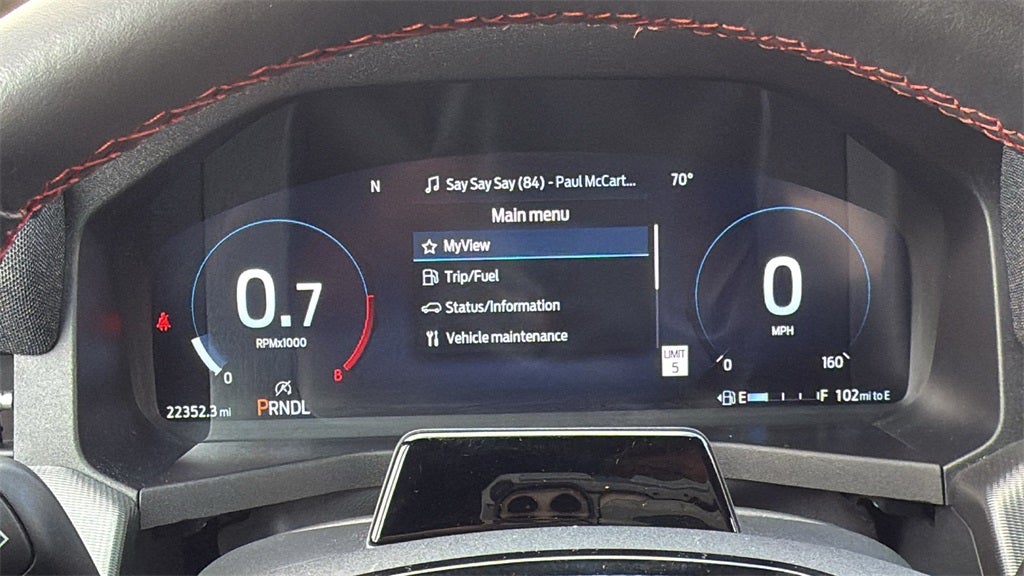 N
Say Say Say (84) - Paul McCart...
70°
Main menu
MyView
Trip/Fuel
Status/Information
Vehicle maintenance
0.7
RPMx1000
0
8
0
MPH
0
160
LIMIT
5
22352.3 mi
PRNDL
E
F
102 mi to E